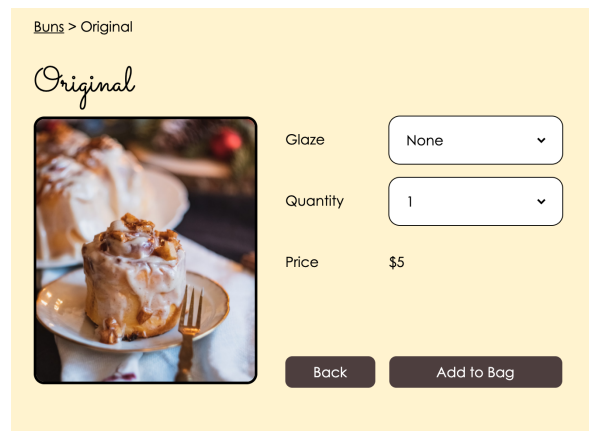 Buns > Original
Original
Glaze
None
Quantity
1
Price
$5
Back
Add to Bag